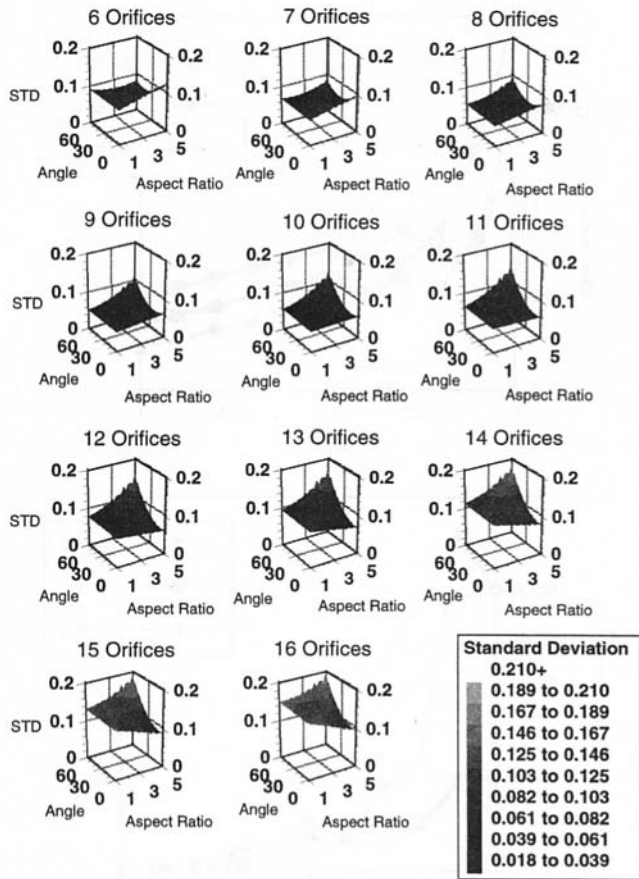 6 Orifices
7 Orifices
8 Orifices
0.2
0.2
0.2
0.2
0.2
0.2
STD
0.1
0.1
0.1
0.1
0.1
0.1
0
0
0
0
0
0
60
30
0
60
30
0
60
30
0
1
3
5
1
3
5
1
3
5
Angle
Aspect Ratio
Angle
Aspect Ratio
Angle
Aspect Ratio
9 Orifices
10 Orifices
11 Orifices
0.2
0.2
0.2
0.2
0.2
0.2
STD
0.1
0.1
0.1
0.1
0.1
0.1
0
0
0
0
0
0
60
30
0
60
30
0
60
30
0
1
3
5
1
3
5
1
3
5
Angle
Aspect Ratio
Angle
Aspect Ratio
Angle
Aspect Ratio
12 Orifices
13 Orifices
14 Orifices
0.2
0.2
0.2
0.2
0.2
0.2
STD
0.1
0.1
0.1
0.1
0.1
0.1
0
0
0
0
0
0
60
30
0
60
30
0
60
30
0
1
3
5
1
3
5
1
3
5
Angle
Aspect Ratio
Angle
Aspect Ratio
Angle
Aspect Ratio
15 Orifices
16 Orifices
0.2
0.2
0.2
0.2
STD
0.1
0.1
0.1
0.1
0
0
0
0
60
30
0
60
30
0
1
3
5
1
3
5
Angle
Aspect Ratio
Angle
Aspect Ratio
Standard Deviation
0.210+
0.189 to 0.210
0.167 to 0.189
0.146 to 0.167
0.125 to 0.146
0.103 to 0.125
0.082 to 0.103
0.061 to 0.082
0.039 to 0.061
0.018 to 0.039